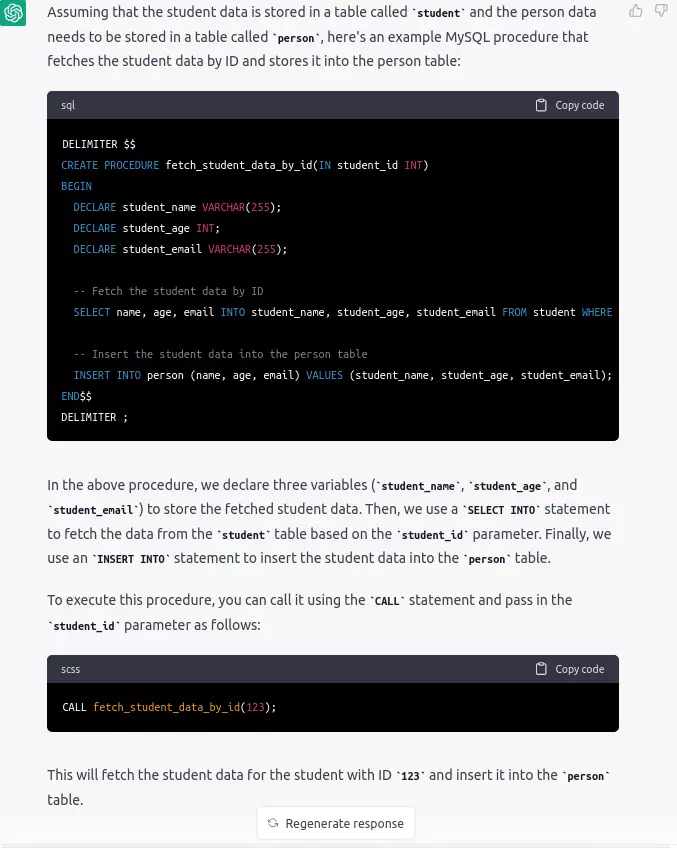 Assuming that the student data is stored in a table called `student` and the person data
needs to be stored in a table called `person`, here's an example MySQL procedure that
fetches the student data by ID and stores it into the person table:
sql
Copy code
DELIMITER $$
CREATE PROCEDURE fetch_student_data_by_id(IN student_id INT)
BEGIN
  DECLARE student_name VARCHAR(255);
  DECLARE student_age INT;
  DECLARE student_email VARCHAR(255);
  -- Fetch the student data by ID
  SELECT name, age, email INTO student_name, student_age, student_email FROM student WHERE
  -- Insert the student data into the person table
  INSERT INTO person (name, age, email) VALUES (student_name, student_age, student_email);
END$$
DELIMITER ;
In the above procedure, we declare three variables (`student_name`, `student_age`, and
`student_email`) to store the fetched student data. Then, we use a `SELECT INTO` statement
to fetch the data from the `student` table based on the `student_id` parameter. Finally, we
use an `INSERT INTO` statement to insert the student data into the `person` table.
To execute this procedure, you can call it using the `CALL` statement and pass in the
`student_id` parameter as follows:
scss
Copy code
CALL fetch_student_data_by_id(123);
This will fetch the student data for the student with ID `123` and insert it into the `person`
table.
Regenerate response